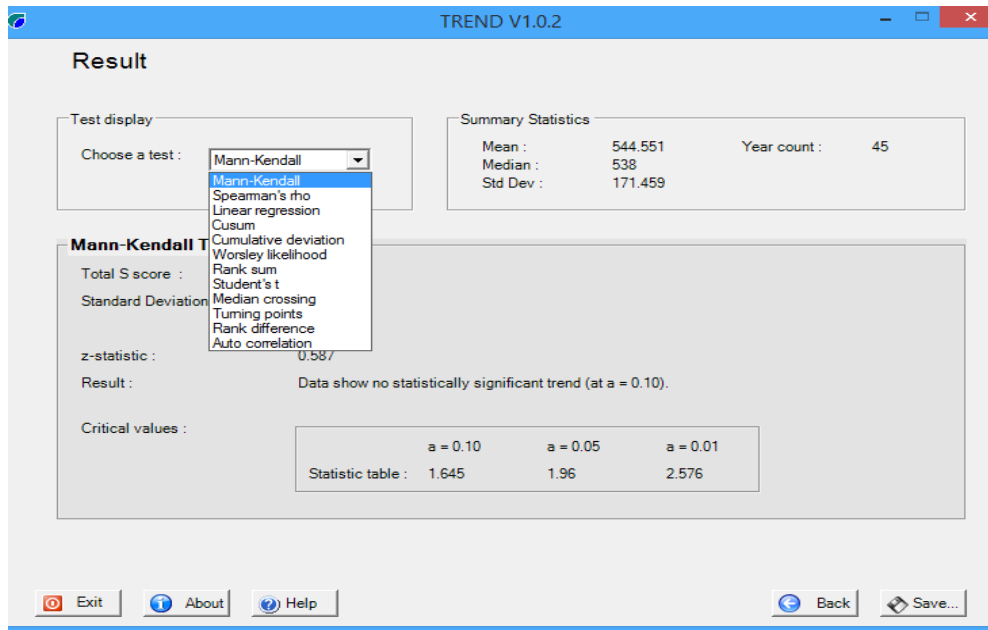 TREND V1.0.2
Result
Test display
Choose a test :
Mann-Kendall
Mann-Kendall
Spearman's rho
Linear regression
Cusum
Cumulative deviation
Worsley likelihood
Rank sum
Student's t
Median crossing
Turning points
Rank difference
Auto correlation
Summary Statistics
Mean : 544.551 Year count : 45
Median : 538
Std Dev : 171.459
Mann-Kendall T
Total S score :
Standard Deviation
z-statistic : 0.587
Result : Data show no statistically significant trend (at a = 0.10).
Critical values :
a = 0.10 a = 0.05 a = 0.01
Statistic table : 1.645 1.96 2.576
Exit About Help Back Save...